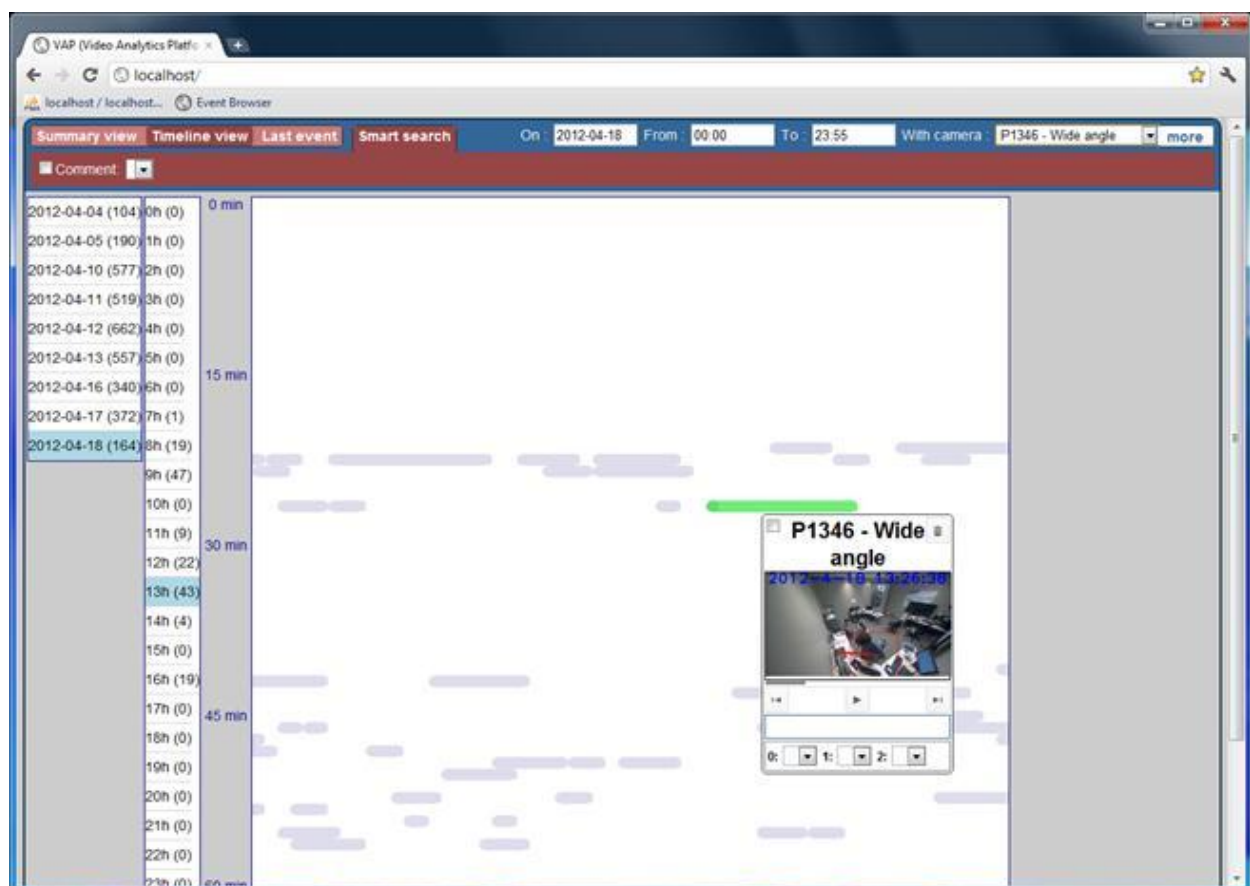 VAP (Video Analytics Platfo
localhost/
localhost / localhost... Event Browser
Summary view Timeline view Last event Smart search On : 2012-04-18 From : 00:00 To : 23:55 With camera : P1346 - Wide angle more
Comment:
2012-04-04 (104) 0h (0) 0 min
2012-04-05 (190) 1h (0)
2012-04-10 (577) 2h (0)
2012-04-11 (519) 3h (0)
2012-04-12 (662) 4h (0)
2012-04-13 (557) 5h (0)
15 min
2012-04-16 (340) 6h (0)
2012-04-17 (372) 7h (1)
2012-04-18 (164) 8h (19)
9h (47)
10h (0)
11h (9)
30 min
12h (22)
13h (43)
14h (4)
15h (0)
16h (19)
17h (0)
45 min
18h (0)
19h (0)
20h (0)
21h (0)
22h (0)
23h (0) 60 min
P1346 - Wide
angle
2012-4-18 13:26:38
0: 1: 2: